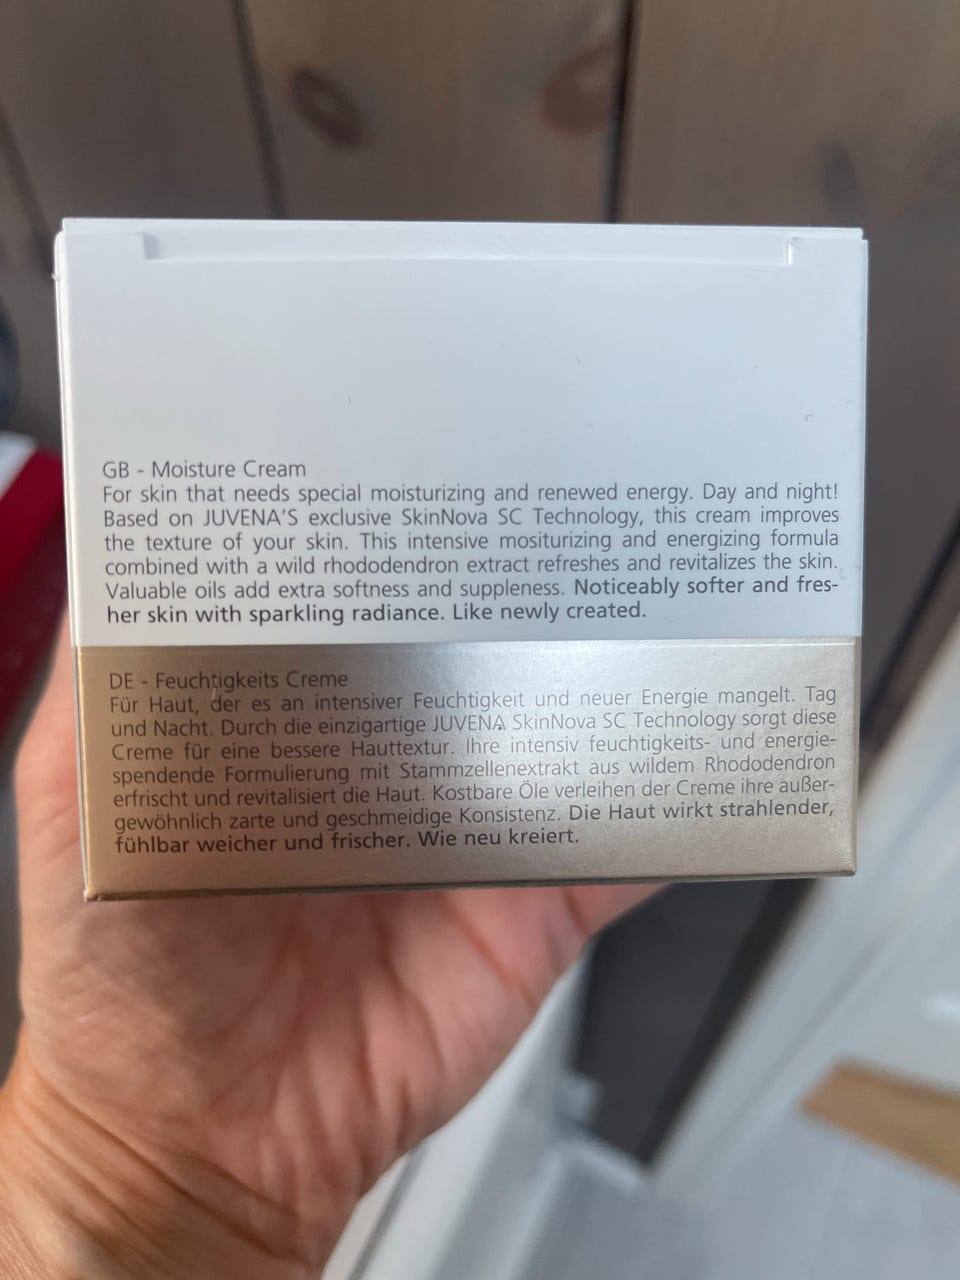 GB - Moisture Cream
For skin that needs special moisturizing and renewed energy. Day and night!
Based on JUVENA'S exclusive SkinNova SC Technology, this cream improves
the texture of your skin. This intensive mositurizing and energizing formula
combined with a wild rhododendron extract refreshes and revitalizes the skin.
Valuable oils add extra softness and suppleness. Noticeably softer and fres-
her skin with sparkling radiance. Like newly created.
DE - Feuchtigkeits Creme
Für Haut, der es an intensiver Feuchtigkeit und neuer Energie mangelt. Tag
und Nacht. Durch die einzigartige JUVENA SkinNova SC Technology sorgt diese
Creme für eine bessere Hauttextur. Ihre intensiv feuchtigkeits- und energie-
spendende Formulierung mit Stammzellenextrakt aus wildem Rhododendron
erfrischt und revitalisiert die Haut. Kostbare Öle verleihen der Creme ihre außer-
gewöhnlich zarte und geschmeidige Konsistenz. Die Haut wirkt strahlender,
fühlbar weicher und frischer. Wie neu kreiert.